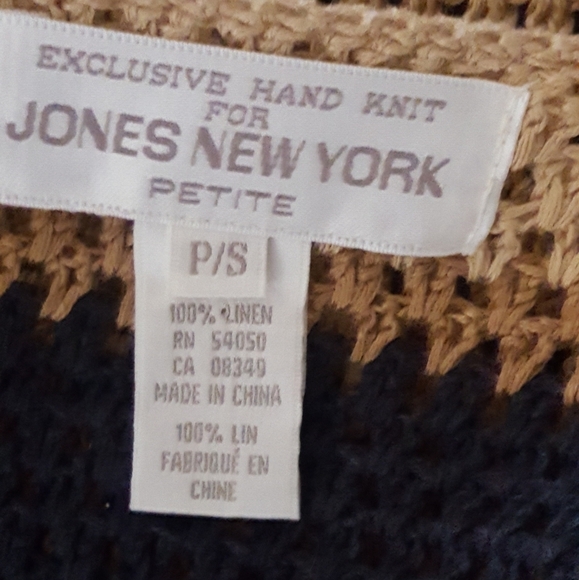 EXCLUSIVE HAND KNIT
FOR
JONES NEW YORK
PETITE
P/S
100% LINEN
RN 54050
CA 08349
MADE IN CHINA
100% LIN
FABRIQUÉ EN
CHINE